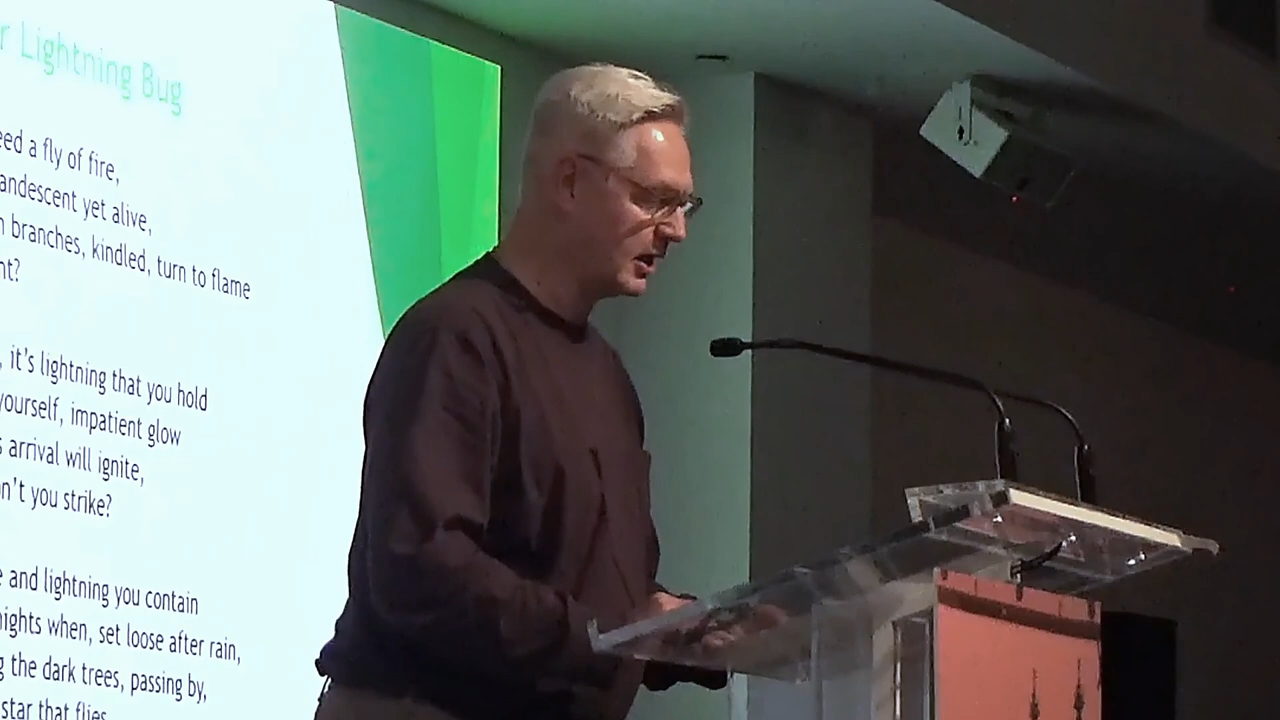 r Lightning Bug
eed a fly of fire,
andescent yet alive,
n branches, kindled, turn to flame
nt?
, it's lightning that you hold
yourself, impatient glow
s arrival will ignite,
n't you strike?
e and lightning you contain
nights when, set loose after rain,
g the dark trees, passing by,
star that flies